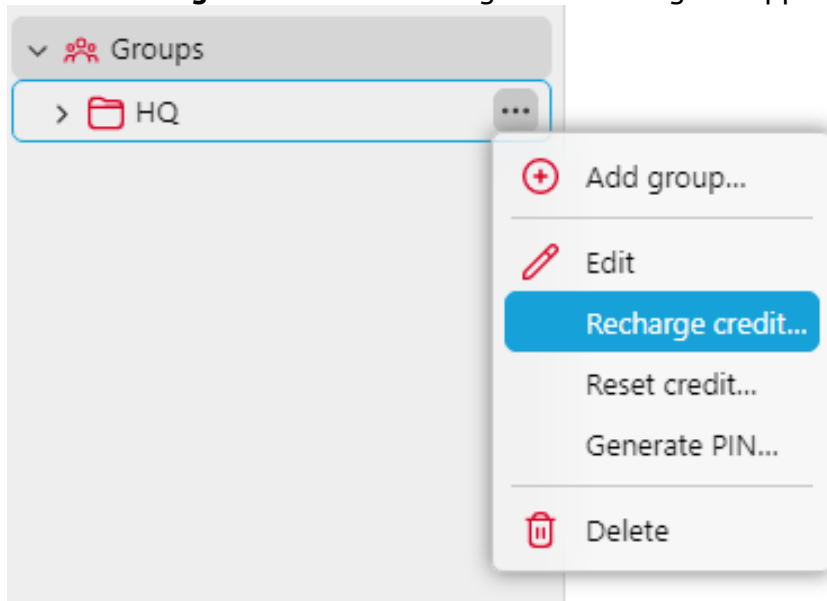 Groups
HQ
Add group...
Edit
Recharge credit...
Reset credit...
Generate PIN...
Delete